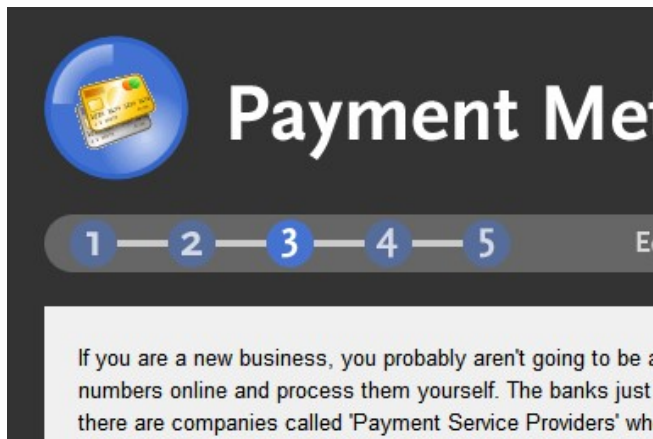 Payment Me
1 2 3 4 5
If you are a new business, you probably aren't going to be a
numbers online and process them yourself. The banks just
there are companies called 'Payment Service Providers' wh